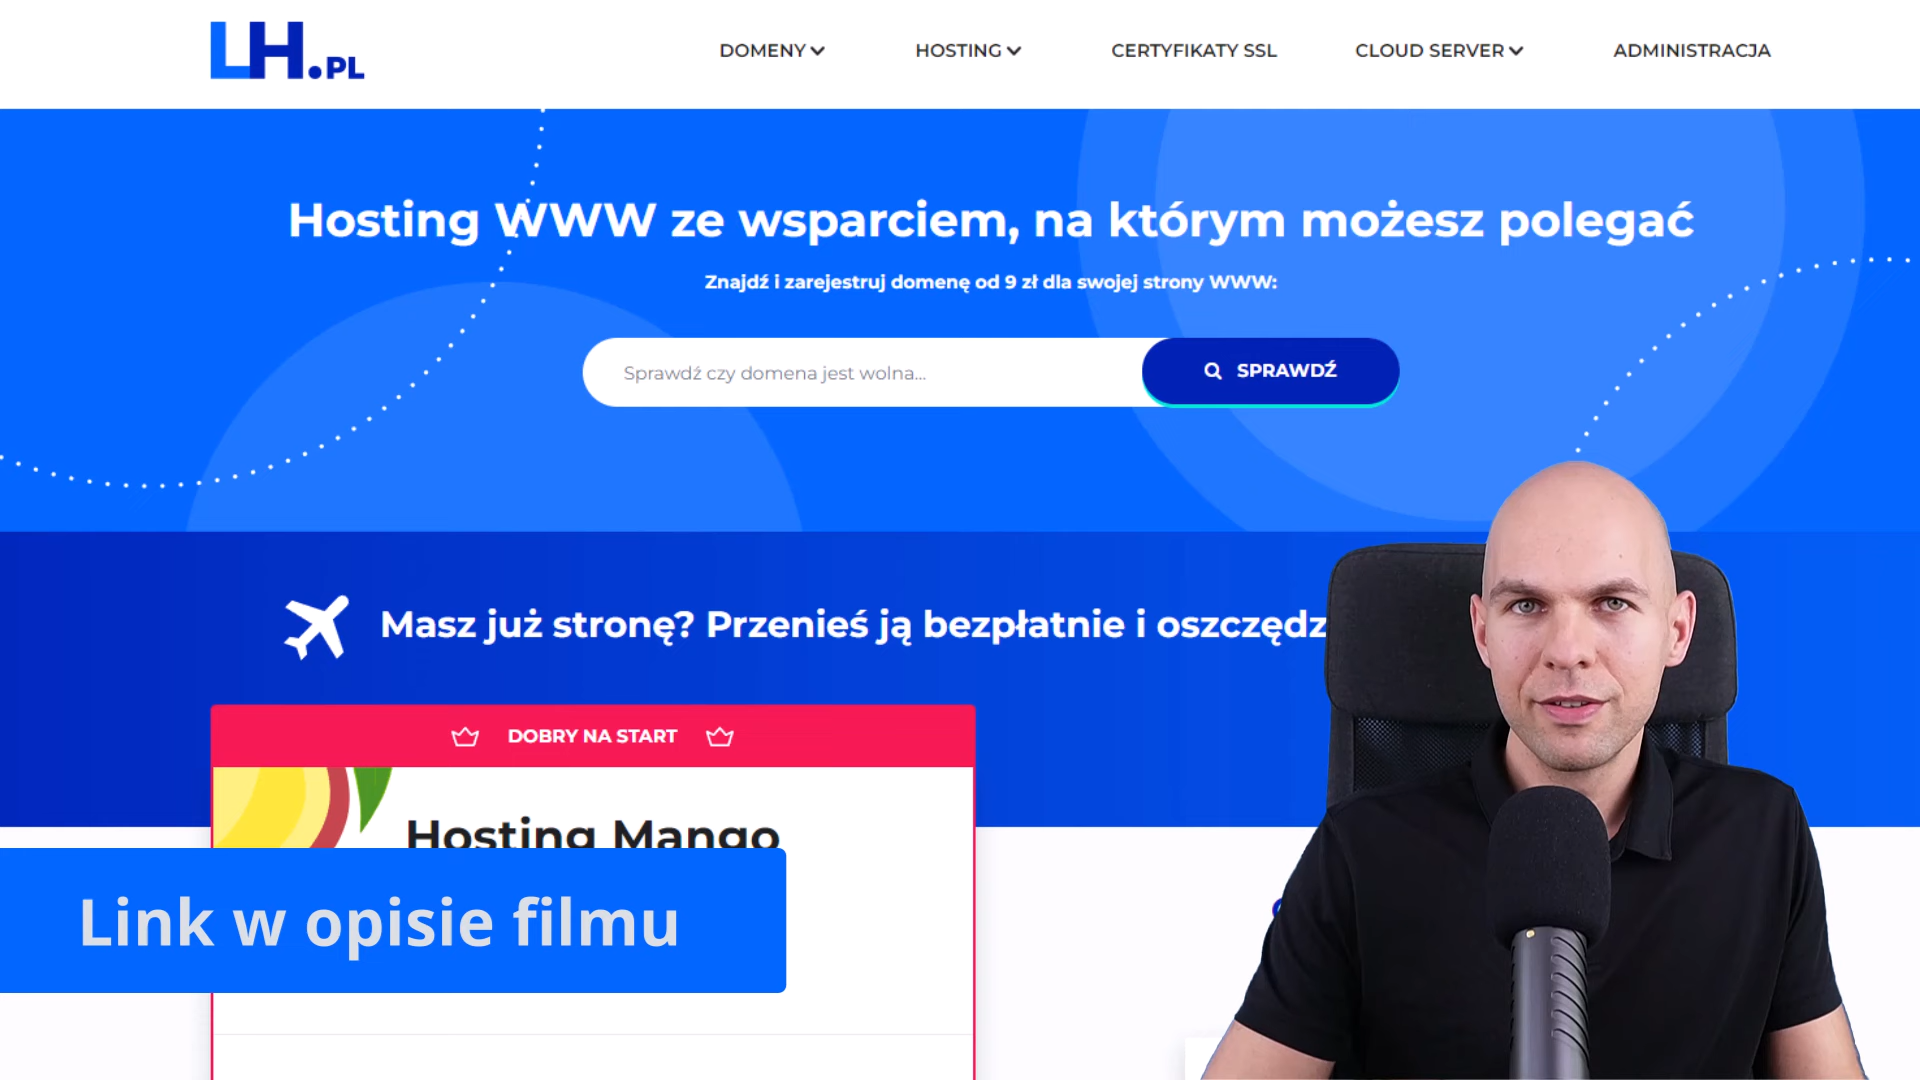 LH.PL
DOMENY
HOSTING
CERTYFIKATY SSL
CLOUD SERVER
ADMINISTRACJA
Hosting WWW ze wsparciem, na którym możesz polegać
Znajdź i zarejestruj domenę od 9 zł dla swojej strony WWW:
Sprawdź czy domena jest wolna...
SPRAWDŹ
Masz już stronę? Przenieś ją bezpłatnie i oszczędz
DOBRY NA START
Hosting Mango
Link w opisie filmu